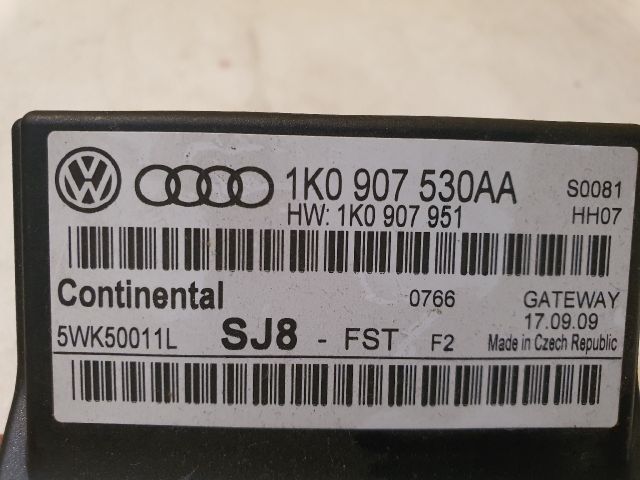 1K0 907 530AA S0081
HW: 1K0 907 951 HH07
Continental 0766 GATEWAY
5WK50011L SJ8 - FST F2 17.09.09
Made in Czech Republic